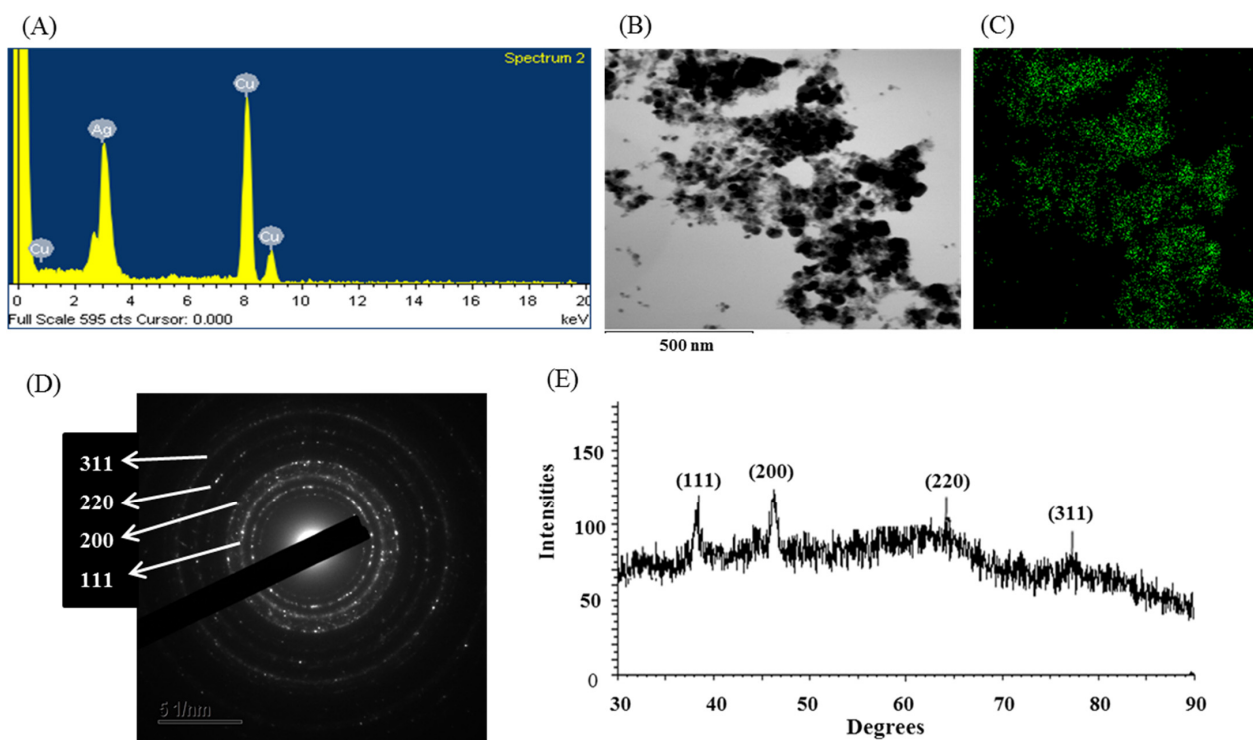 (A)
Spectrum 2
Cu
Ag
Cu
Cu
0 2 4 6 8 10 12 14 16 18 20
Full Scale 595 cts Cursor: 0.000 keV
(B)
500 nm
(C)
(D)
311
220
200
111
5 1/nm
(E)
Intensities
150
100
50
0
(111)
(200)
(220)
(311)
30 40 50 60 70 80 90
Degrees